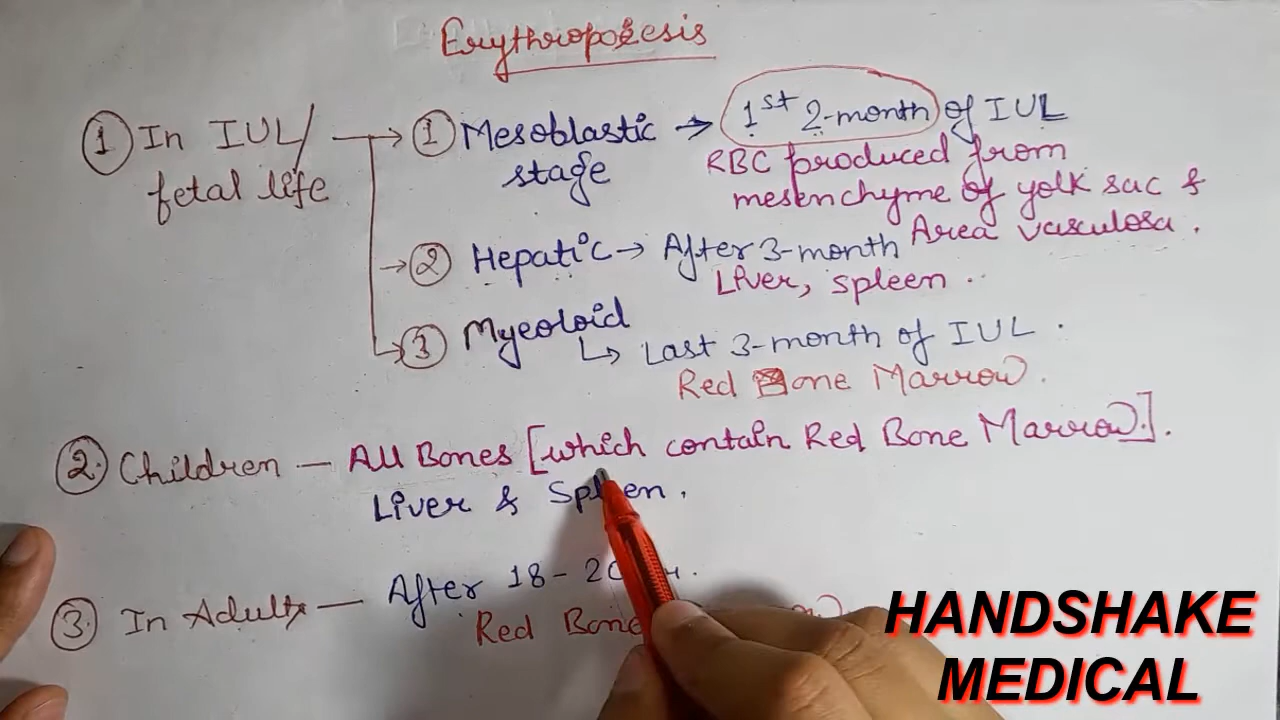 Erythropoiesis
① In IUL/ → ① Mesoblastic → 1st 2-month of IUL
fetal life stage RBC produced from
mesenchyme of yolk sac &
Area vasculosa.
→ ② Hepatic → After 3-month
Liver, spleen.
→ ③ Myeoloid
↳ Last 3-month of IUL.
Red Bone Marrow.
② Children — All Bones [which contain Red Bone Marrow].
Liver & Spleen.
③ In Adult — After 18-20
Red Bone
HANDSHAKE
MEDICAL